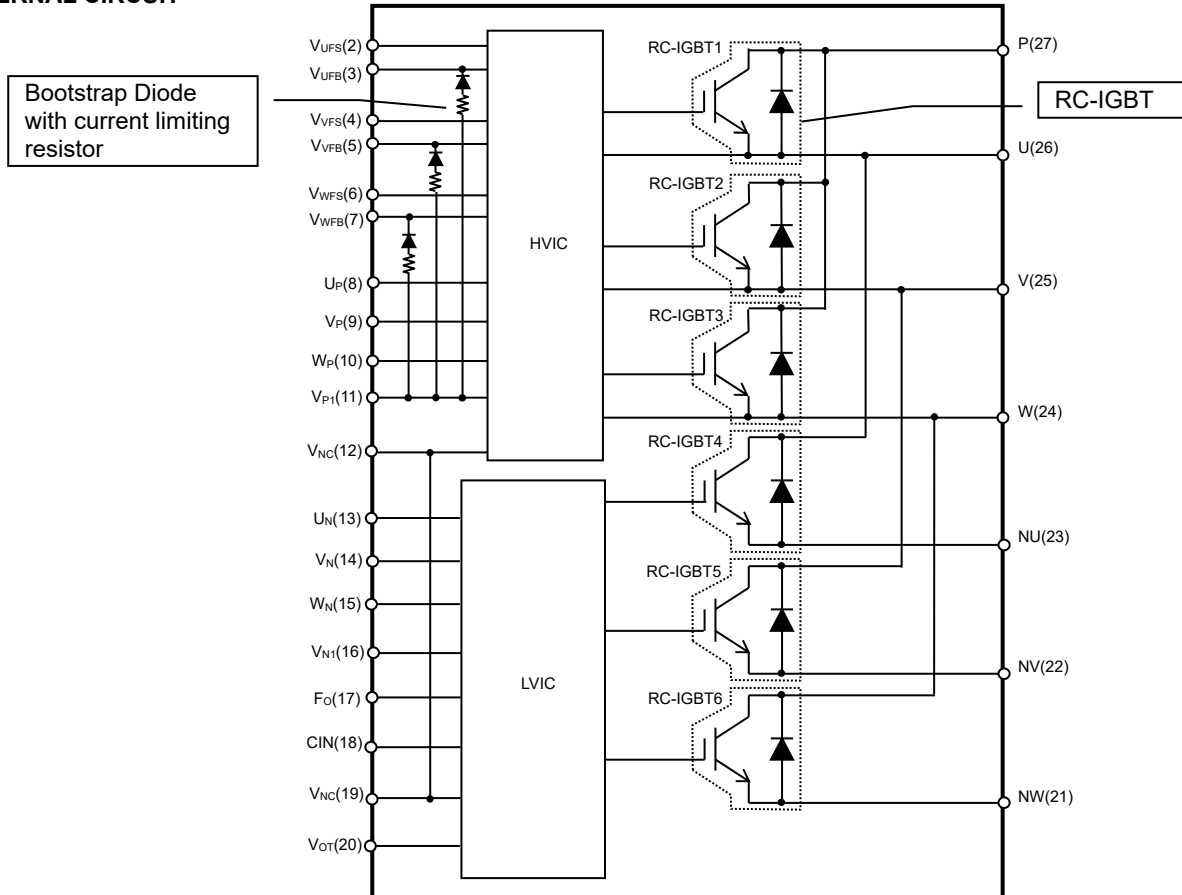 ERNAL CIRCUIT
VUFS(2)
VUFB(3)
VVFS(4)
VVFB(5)
VWFS(6)
VWFB(7)
UP(8)
VP(9)
WP(10)
VP1(11)
VNC(12)
UN(13)
VN(14)
WN(15)
VN1(16)
FO(17)
CIN(18)
VNC(19)
VOT(20)
Bootstrap Diode
with current limiting
resistor
HVIC
LVIC
RC-IGBT1
RC-IGBT2
RC-IGBT3
RC-IGBT4
RC-IGBT5
RC-IGBT6
RC-IGBT
P(27)
U(26)
V(25)
W(24)
NU(23)
NV(22)
NW(21)